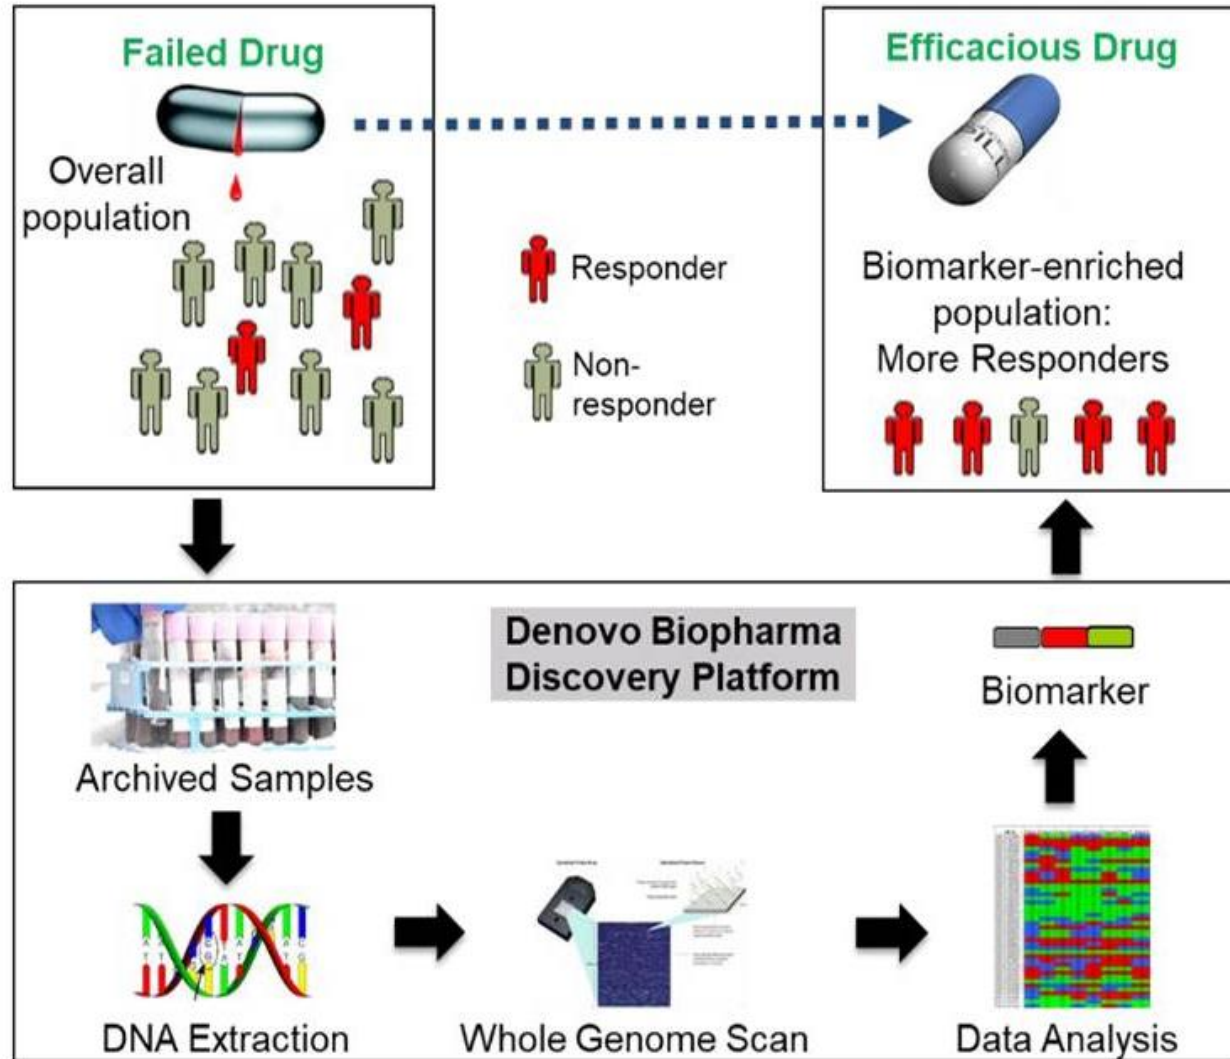 Failed Drug
Overall
population
Responder
Non-
responder
Efficacious Drug
PILL
Biomarker-enriched
population:
More Responders
Denovo Biopharma
Discovery Platform
Archived Samples
DNA Extraction
Whole Genome Scan
Data Analysis
Biomarker